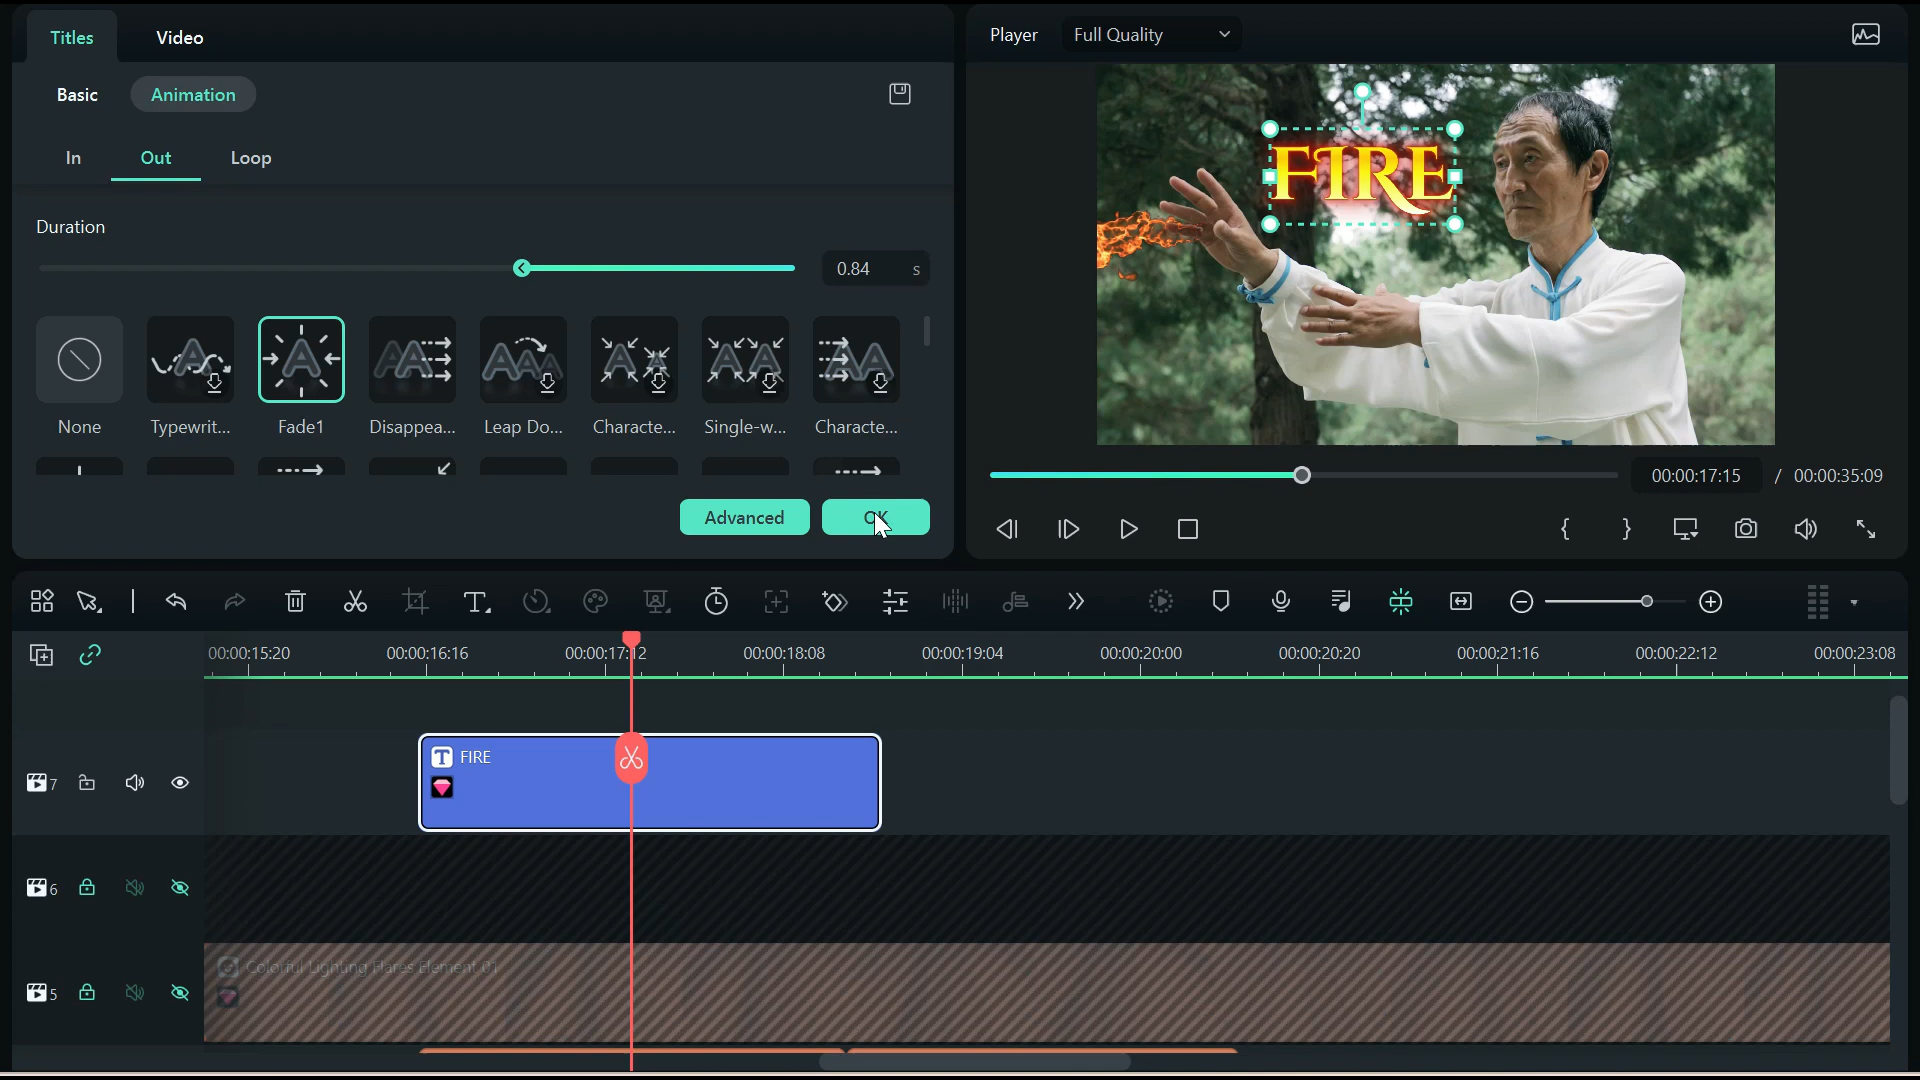 Titles Video
Player Full Quality
Basic Animation
In Out Loop
Duration
0.84 s
FIRE
None Typewrit... Fade1 Disappea... Leap Do... Characte... Single-w... Characte...
00:00:17:15 / 00:00:35:09
Advanced OK
00:00:15:20 00:00:16:16 00:00:17:12 00:00:18:08 00:00:19:04 00:00:20:00 00:00:20:20 00:00:21:16 00:00:22:12 00:00:23:08
T FIRE
7
6
Colorful Lighting Flares Element 01
5